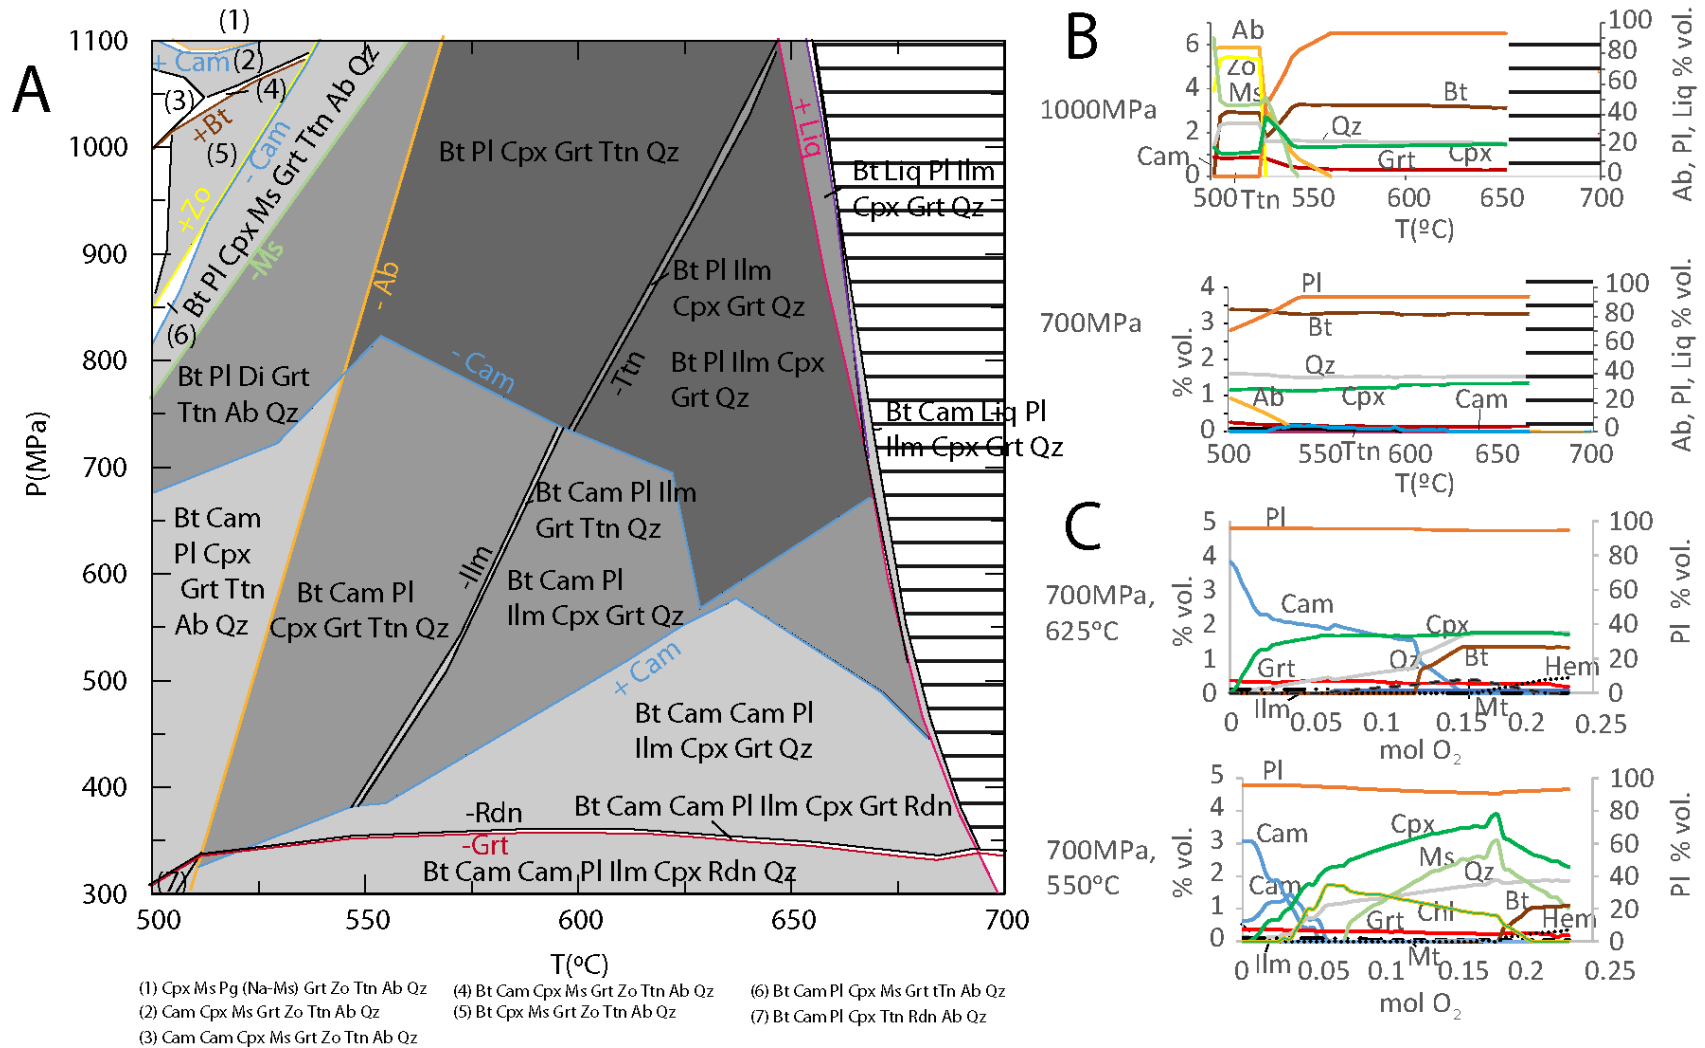 A
P(MPa)
1100
1000
900
800
700
600
500
400
300
500
550
600
650
700
T(ºC)
(1)
+ Cam
(2)
(3)
(4)
+Bt
(5)
- Cam
+Zo
(6)
Bt Pl Cpx Ms Grt Ttn Ab Qz
-Ms
- Ab
Bt Pl Cpx Grt Ttn Qz
+ Liq
Bt Liq Pl Ilm
Cpx Grt Qz
Bt Pl Ilm
Cpx Grt Qz
-Ttn
Bt Pl Ilm Cpx
Grt Qz
- Cam
Bt Pl Di Grt
Ttn Ab Qz
Bt Cam Liq Pl
Ilm Cpx Grt Qz
Bt Cam
Pl Cpx
Grt Ttn
Ab Qz
Bt Cam Pl Ilm
Grt Ttn Qz
-Ilm
Bt Cam Pl
Cpx Grt Ttn Qz
Bt Cam Pl
Ilm Cpx Grt Qz
+ Cam
Bt Cam Cam Pl
Ilm Cpx Grt Qz
-Rdn
Bt Cam Cam Pl Ilm Cpx Grt Rdn
-Grt
Bt Cam Cam Pl Ilm Cpx Rdn Qz
(7)
(1) Cpx Ms Pg (Na-Ms) Grt Zo Ttn Ab Qz
(2) Cam Cpx Ms Grt Zo Ttn Ab Qz
(3) Cam Cam Cpx Ms Grt Zo Ttn Ab Qz
(4) Bt Cam Cpx Ms Grt Zo Ttn Ab Qz
(5) Bt Cpx Ms Grt Zo Ttn Ab Qz
(6) Bt Cam Pl Cpx Ms Grt tTn Ab Qz
(7) Bt Cam Pl Cpx Ttn Rdn Ab Qz
B
1000MPa
6
4
2
0
Ab
Zo
Ms
Bt
Qz
Cam
Grt
Cpx
Ttn
100
80
60
40
20
0
Ab, Pl, Liq % vol.
500
550
600
650
700
T(ºC)
700MPa
% vol.
4
3
2
1
0
Pl
Bt
Qz
Ab
Cpx
Cam
Ttn
100
80
60
40
20
0
Ab, Pl, Liq % vol.
500
550
600
650
700
T(ºC)
C
700MPa,
625°C
% vol.
5
4
3
2
1
0
Pl
Cam
Cpx
Grt
Qz
Bt
Hem
Ilm
Mt
100
80
60
40
20
0
Pl % vol.
0
0.05
0.1
0.15
0.2
0.25
mol O2
700MPa,
550°C
% vol.
5
4
3
2
1
0
Pl
Cam
Cpx
Ms
Cam
Qz
Grt
Chl
Bt
Hem
Ilm
Mt
100
80
60
40
20
0
Pl % vol.
0
0.05
0.1
0.15
0.2
0.25
mol O2